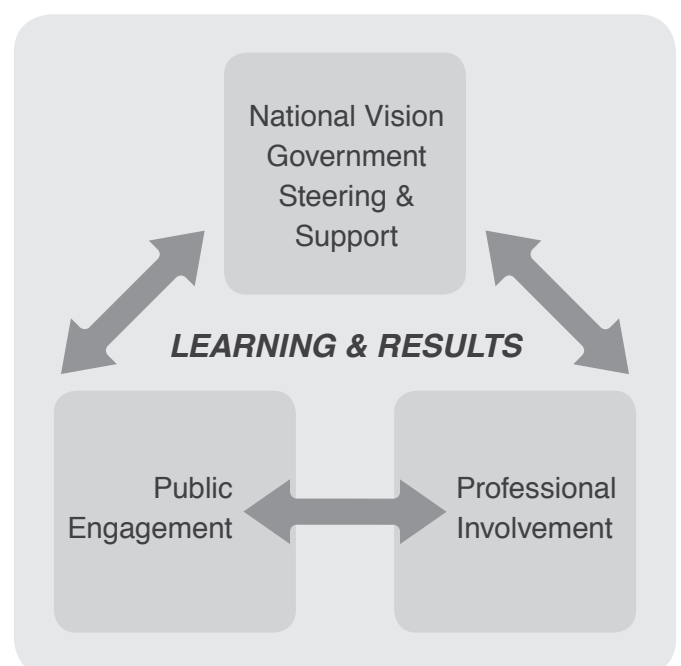 National Vision
Government
Steering &
Support
LEARNING & RESULTS
Public
Engagement
Professional
Involvement